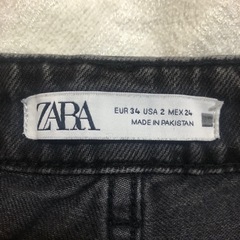 ZARA
EUR 34 USA 2 MEX 24
MADE IN PAKISTAN